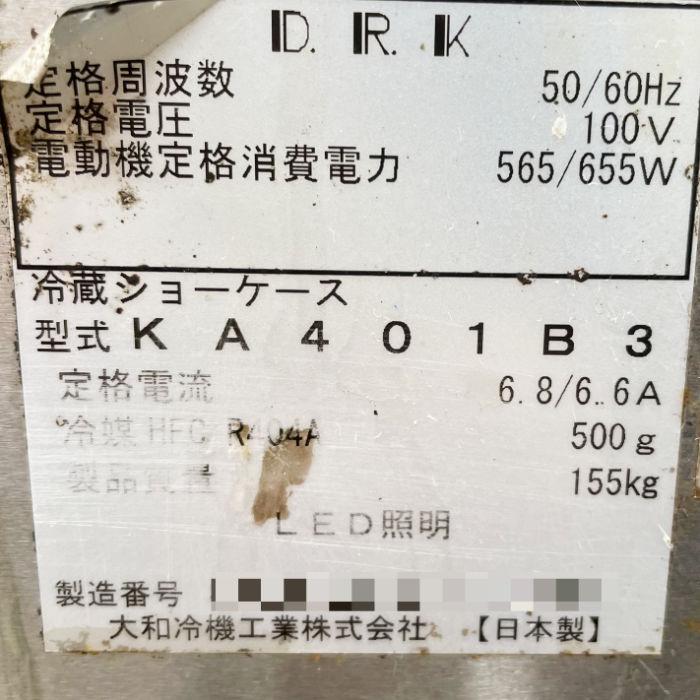 D. R. K
定格周波数 50/60Hz
定格電圧 100V
電動機定格消費電力 565/655W
冷蔵ショーケース
型式 KA401B3
定格電流 6.8/6.6A
冷媒 HFC R404A 500g
製品質量 155kg
LED照明
製造番号
大和冷機工業株式会社 【日本製】